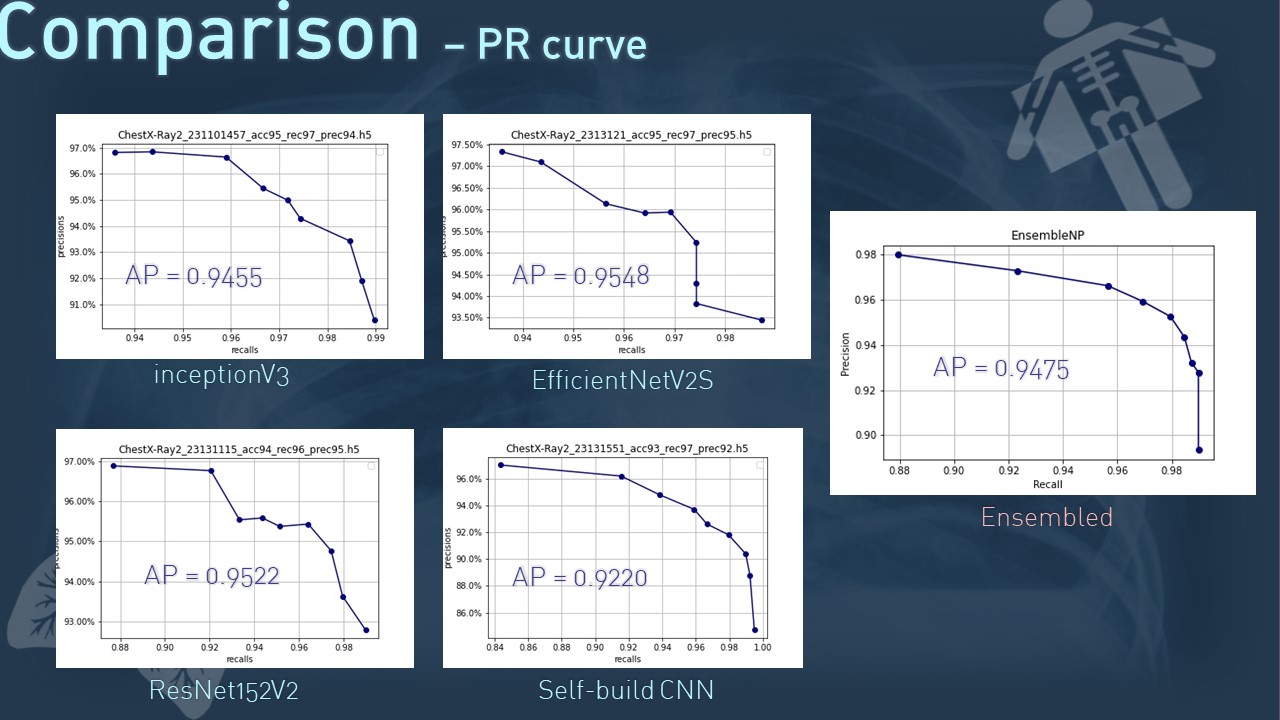 Comparison – PR curve
ChestX-Ray2_231101457_acc95_rec97_prec94.h5
precisions
97.0%
96.0%
95.0%
94.0%
93.0%
92.0%
91.0%
AP = 0.9455
0.94 0.95 0.96 0.97 0.98 0.99
recalls
inceptionV3
ChestX-Ray2_2313121_acc95_rec97_prec95.h5
precisions
97.50%
97.00%
96.50%
96.00%
95.50%
95.00%
94.50%
94.00%
93.50%
AP = 0.9548
0.94 0.95 0.96 0.97 0.98
recalls
EfficientNetV2S
ChestX-Ray2_23131115_acc94_rec96_prec95.h5
precisions
97.00%
96.00%
95.00%
94.00%
93.00%
AP = 0.9522
0.88 0.90 0.92 0.94 0.96 0.98
recalls
ResNet152V2
ChestX-Ray2_23131551_acc93_rec97_prec92.h5
precisions
96.0%
94.0%
92.0%
90.0%
88.0%
86.0%
AP = 0.9220
0.84 0.86 0.88 0.90 0.92 0.94 0.96 0.98 1.00
recalls
Self-build CNN
EnsembleNP
Precision
0.98
0.96
0.94
0.92
0.90
AP = 0.9475
0.88 0.90 0.92 0.94 0.96 0.98
Recall
Ensembled